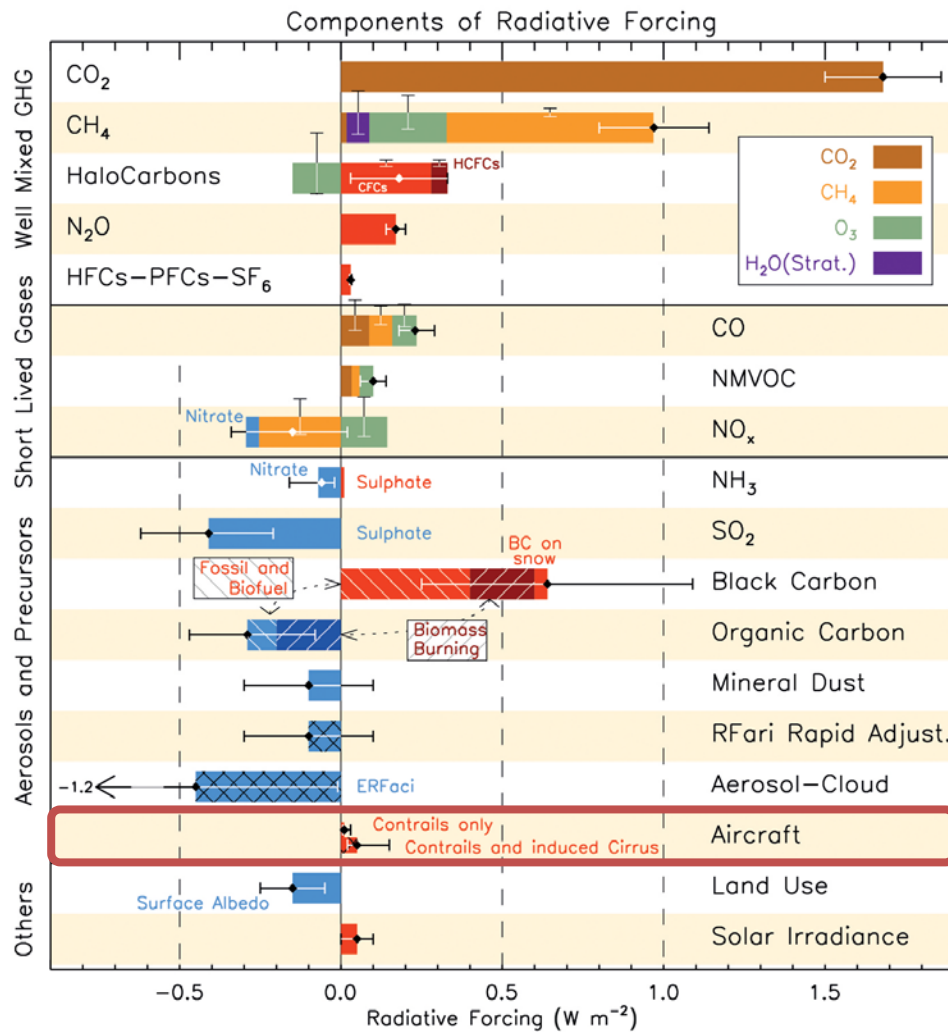 Components of Radiative Forcing
Well Mixed GHG
CO₂
CH₄
HaloCarbons
CFCs
HCFCs
N₂O
HFCs-PFCs-SF₆
CO₂
CH₄
O₃
H₂O(Strat.)
Short Lived Gases
CO
NMVOC
Nitrate
NOₓ
Aerosols and Precursors
Nitrate
Sulphate
NH₃
Sulphate
SO₂
Fossil and
Biofuel
BC on
snow
Black Carbon
Biomass
Burning
Organic Carbon
Mineral Dust
RFari Rapid Adjust.
-1.2
ERFaci
Aerosol-Cloud
Contrails only
Contrails and induced Cirrus
Aircraft
Others
Surface Albedo
Land Use
Solar Irradiance
-0.5 0.0 0.5 1.0 1.5
Radiative Forcing (W m⁻²)